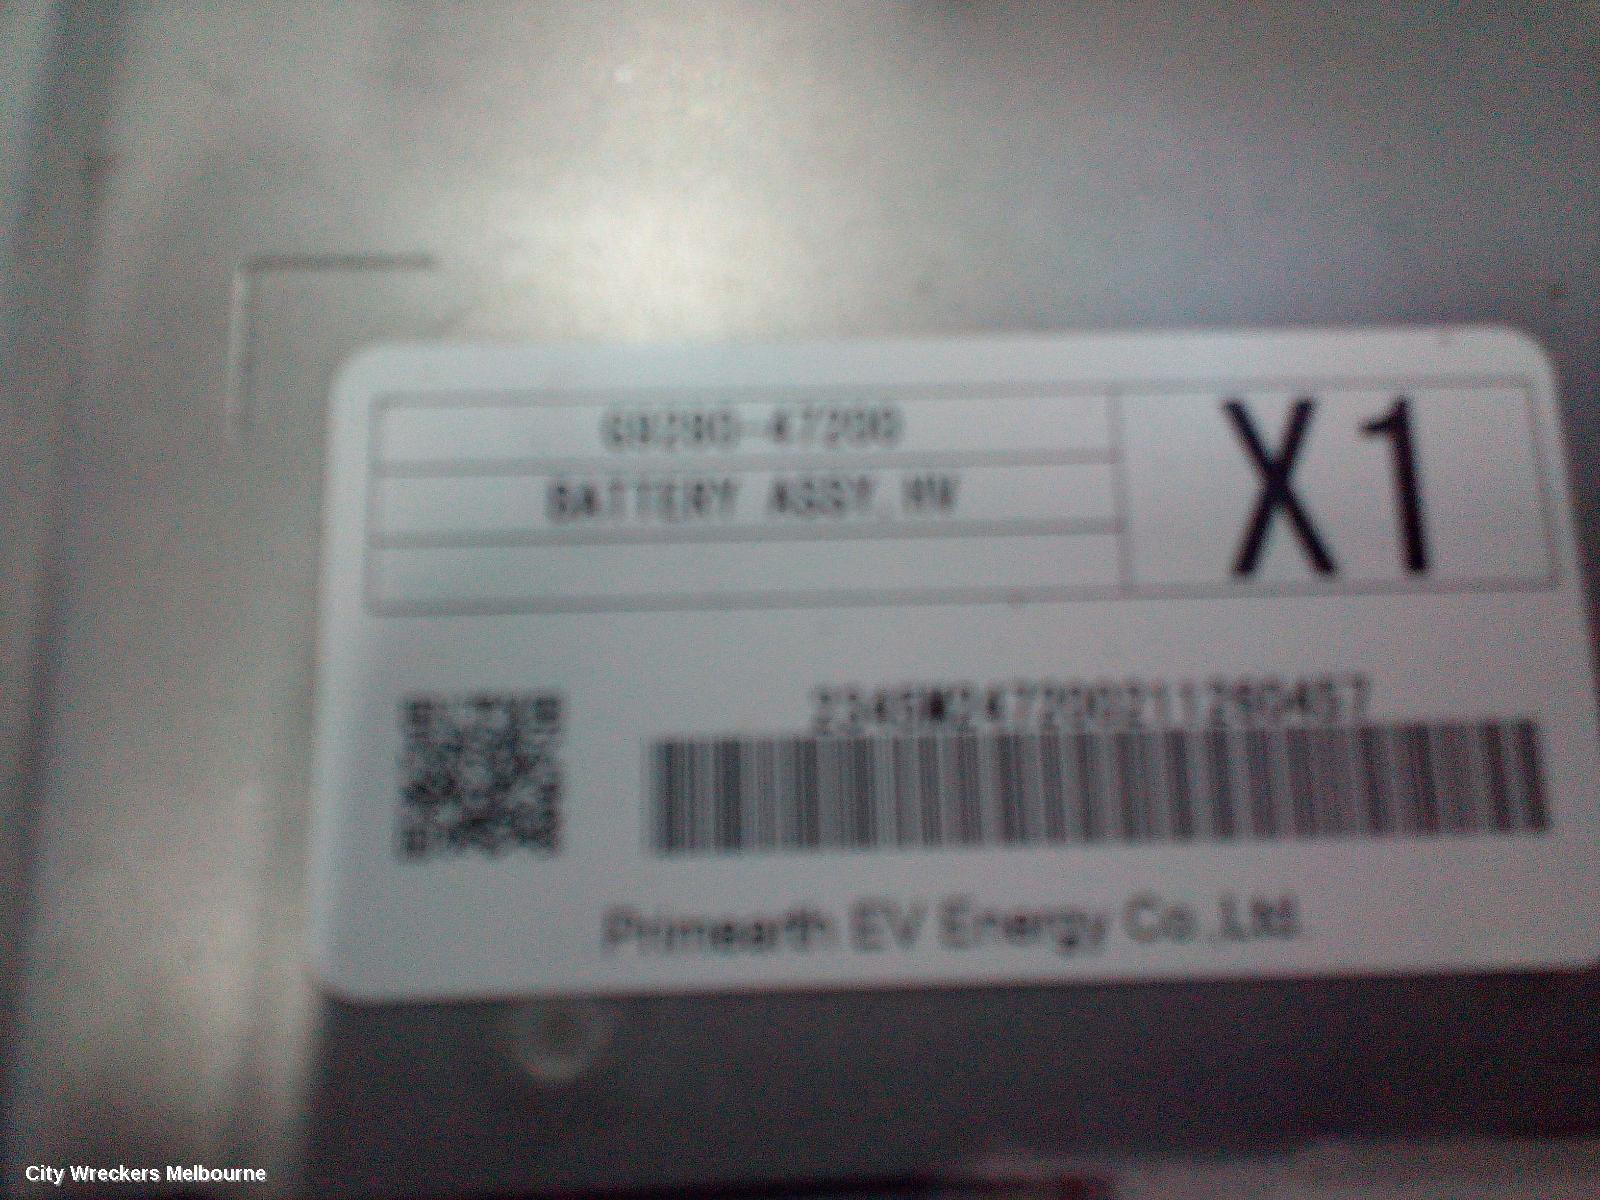 G9280-47200
BATTERY ASSY, HV
X1
Primearth EV Energy Co.,Ltd.
City Wreckers Melbourne